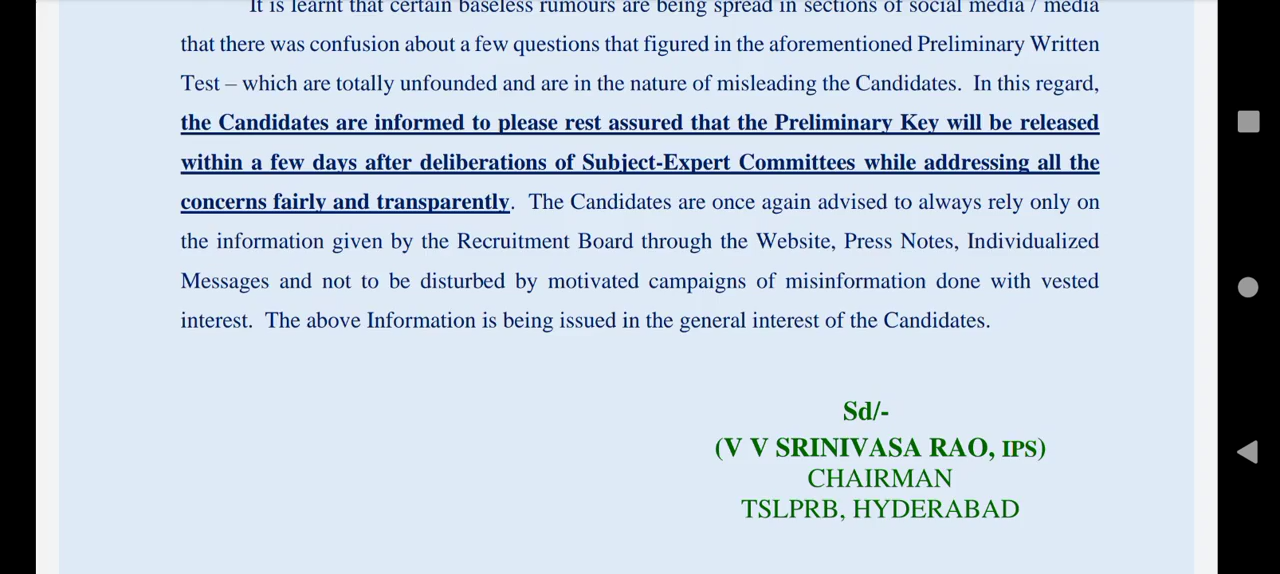 It is learnt that certain baseless rumours are being spread in sections of social media / media
that there was confusion about a few questions that figured in the aforementioned Preliminary Written
Test – which are totally unfounded and are in the nature of misleading the Candidates.  In this regard,
the Candidates are informed to please rest assured that the Preliminary Key will be released
within a few days after deliberations of Subject-Expert Committees while addressing all the
concerns fairly and transparently.  The Candidates are once again advised to always rely only on
the information given by the Recruitment Board through the Website, Press Notes, Individualized
Messages and not to be disturbed by motivated campaigns of misinformation done with vested
interest.  The above Information is being issued in the general interest of the Candidates.
Sd/-
(V V SRINIVASA RAO, IPS)
CHAIRMAN
TSLPRB, HYDERABAD